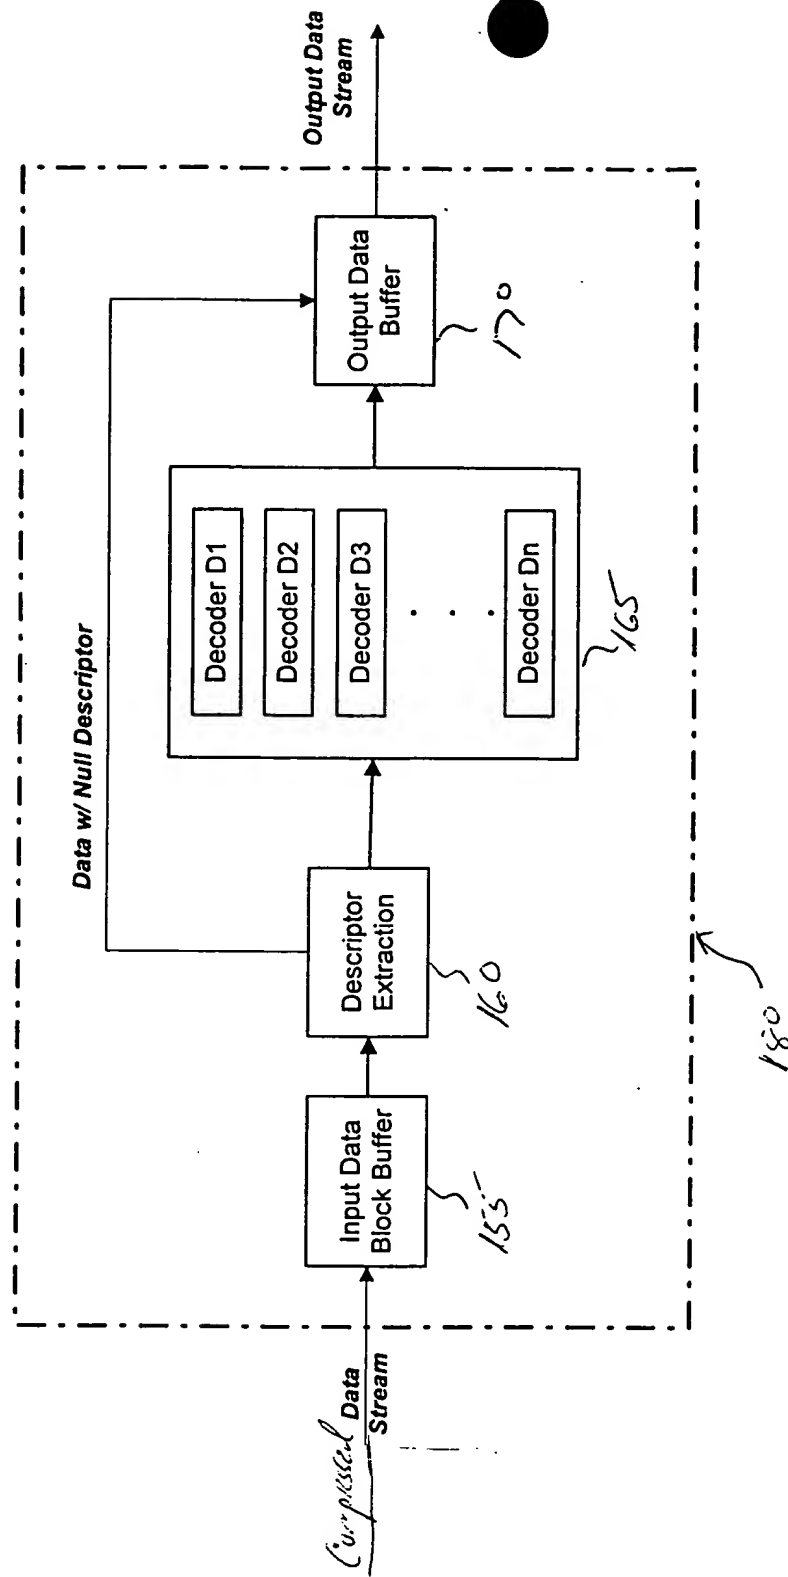 Compressed
Data
Stream
Input Data
Block Buffer
155
Descriptor
Extraction
160
Data w/ Null Descriptor
Decoder D1
Decoder D2
Decoder D3
. . .
Decoder Dn
165
Output Data
Buffer
170
Output Data
Stream
180